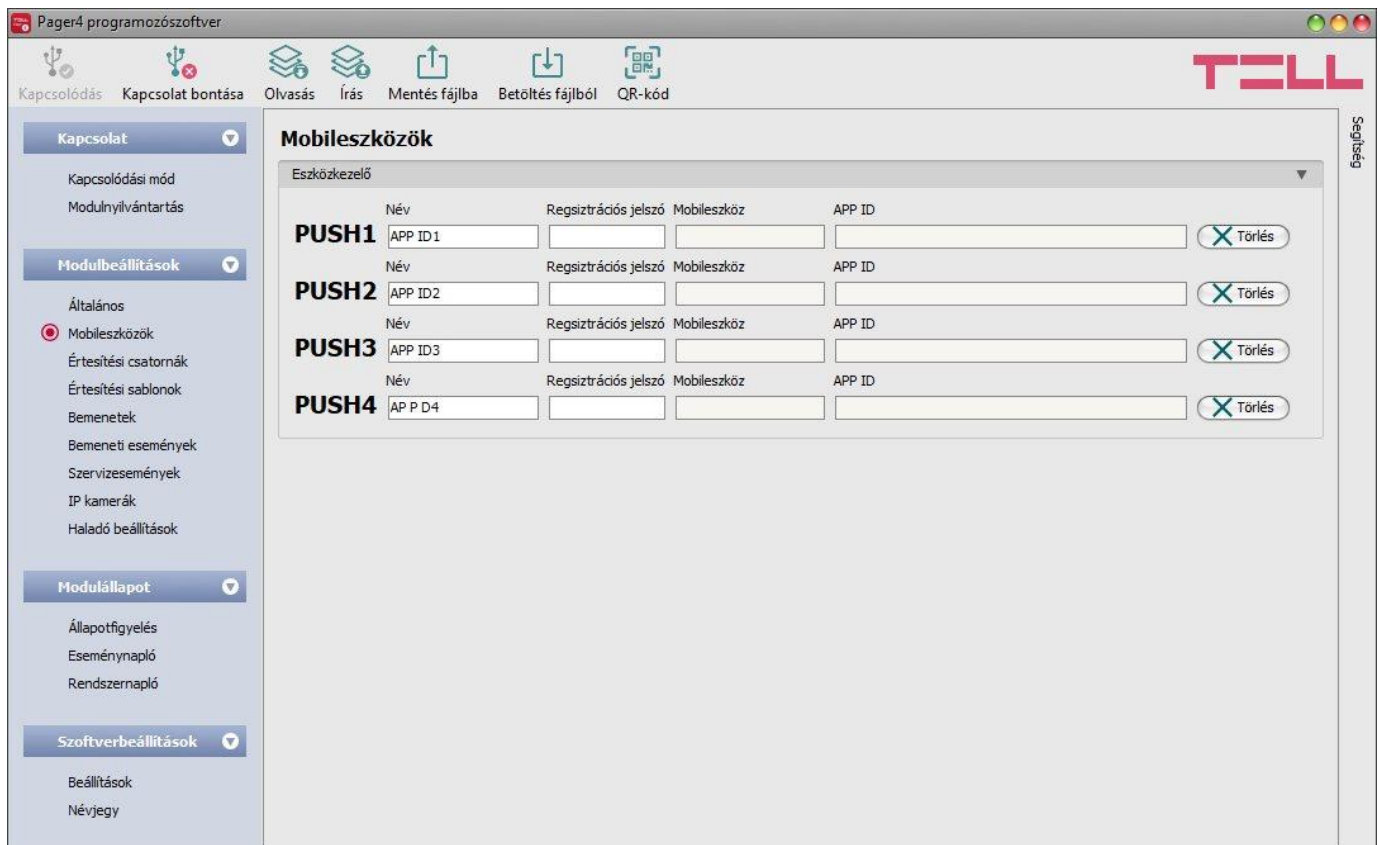 Pager4 programozószoftver
Kapcsolódás Kapcsolat bontása Olvasás Írás Mentés fájlba Betöltés fájlból QR-kód
TELL
Kapcsolat
Kapcsolódási mód
Modulnyilvántartás
Modulbeállítások
Általános
Mobileszközök
Értesítési csatornák
Értesítési sablonok
Bemenetek
Bemeneti események
Szervizesemények
IP kamerák
Haladó beállítások
Modulállapot
Állapotfigyelés
Eseménynapló
Rendszernapló
Szoftverbeállítások
Beállítások
Névjegy
Mobileszközök
Eszközkezelő
Név Regsiztrációs jelszó Mobileszköz APP ID
PUSH1 APP ID1 Törlés
Név Regsiztrációs jelszó Mobileszköz APP ID
PUSH2 APP ID2 Törlés
Név Regsiztrációs jelszó Mobileszköz APP ID
PUSH3 APP ID3 Törlés
Név Regsiztrációs jelszó Mobileszköz APP ID
PUSH4 AP P D4 Törlés
Segítség